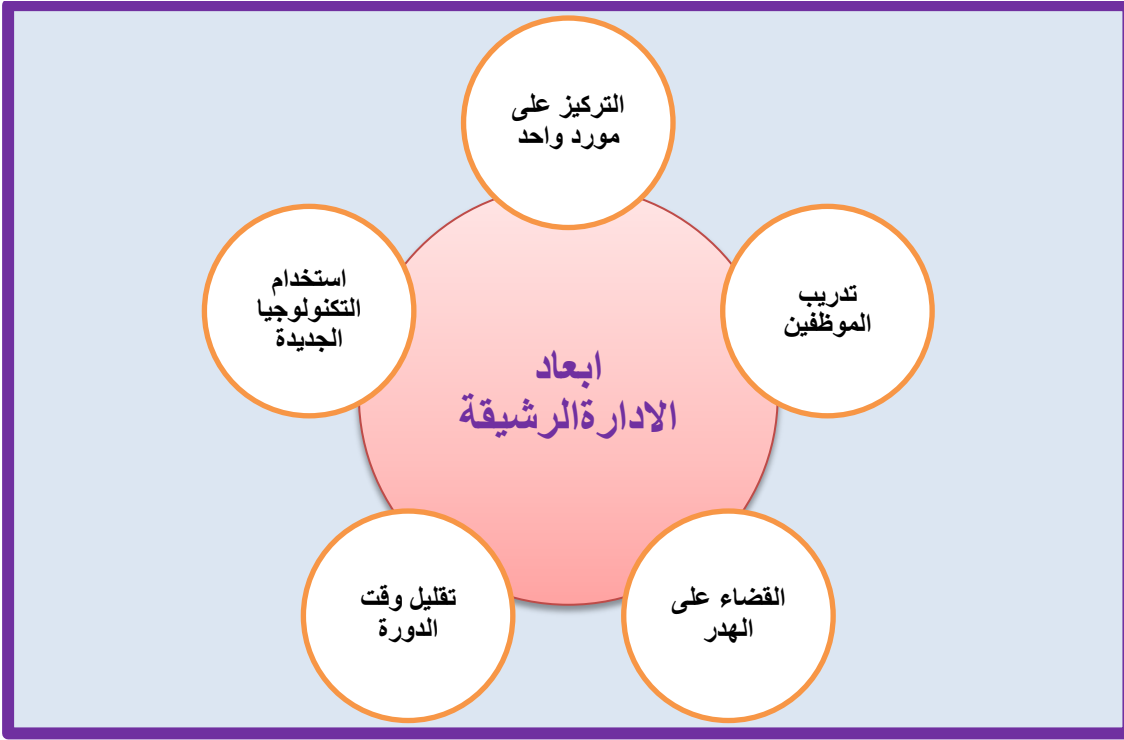 التركيز على
مورد واحد
تدريب
الموظفين
القضاء على
الهدر
تقليل وقت
الدورة
استخدام
التكنولوجيا
الجديدة
ابعاد
الادارةالرشيقة